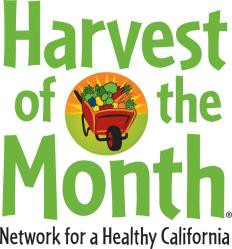 Harvest
of the
Month®
Network for a Healthy California